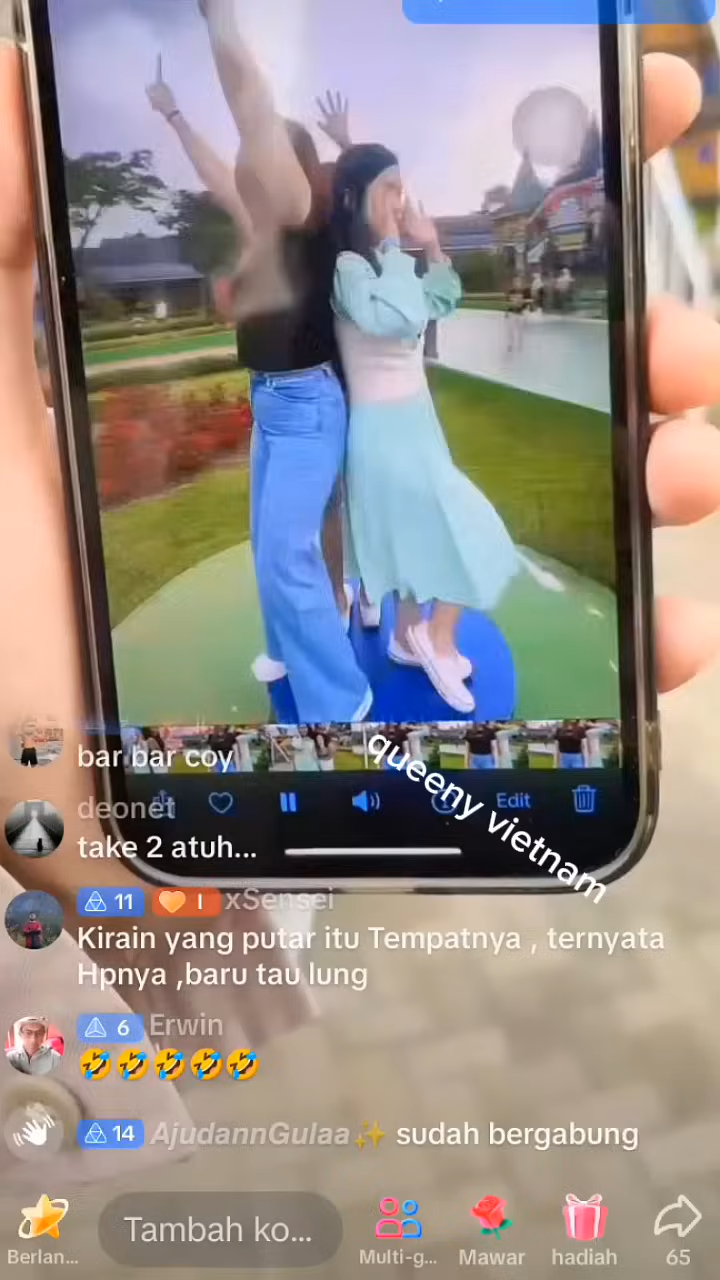 bar bar coy
queeny vietnam
Edit
deonet
take 2 atuh...
11 I xSensei
Kirain yang putar itu Tempatnya , ternyata
Hpnya ,baru tau lung
6 Erwin
🤣🤣🤣🤣🤣
14 AjudannGulaa✨ sudah bergabung
Tambah ko...
Berlan...
Multi-g...
Mawar
hadiah
65